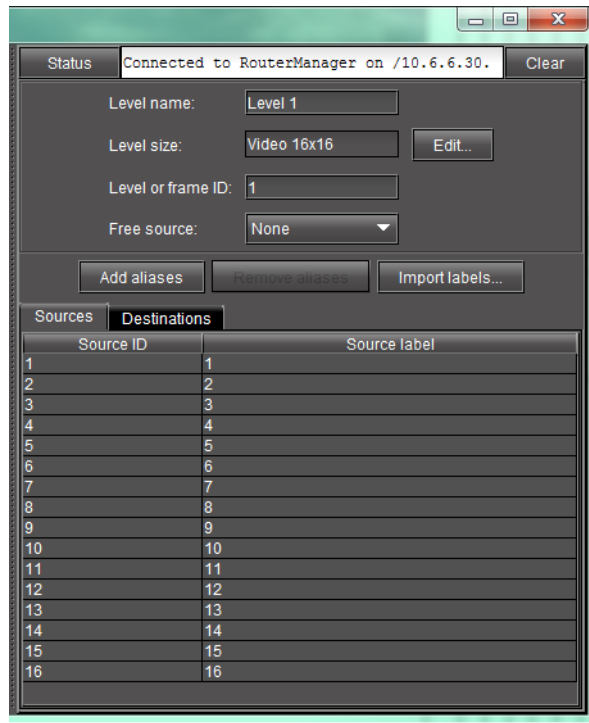 Status Connected to RouterManager on /10.6.6.30. Clear
Level name: Level 1
Level size: Video 16x16 Edit...
Level or frame ID: 1
Free source: None
Add aliases Remove aliases Import labels...
Sources Destinations
Source ID Source label
1 1
2 2
3 3
4 4
5 5
6 6
7 7
8 8
9 9
10 10
11 11
12 12
13 13
14 14
15 15
16 16